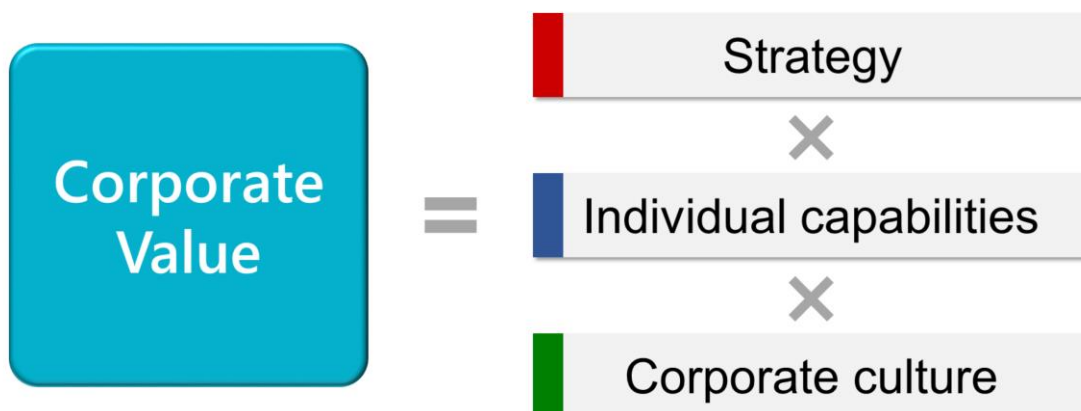 Corporate
Value
=
Strategy
×
Individual capabilities
×
Corporate culture